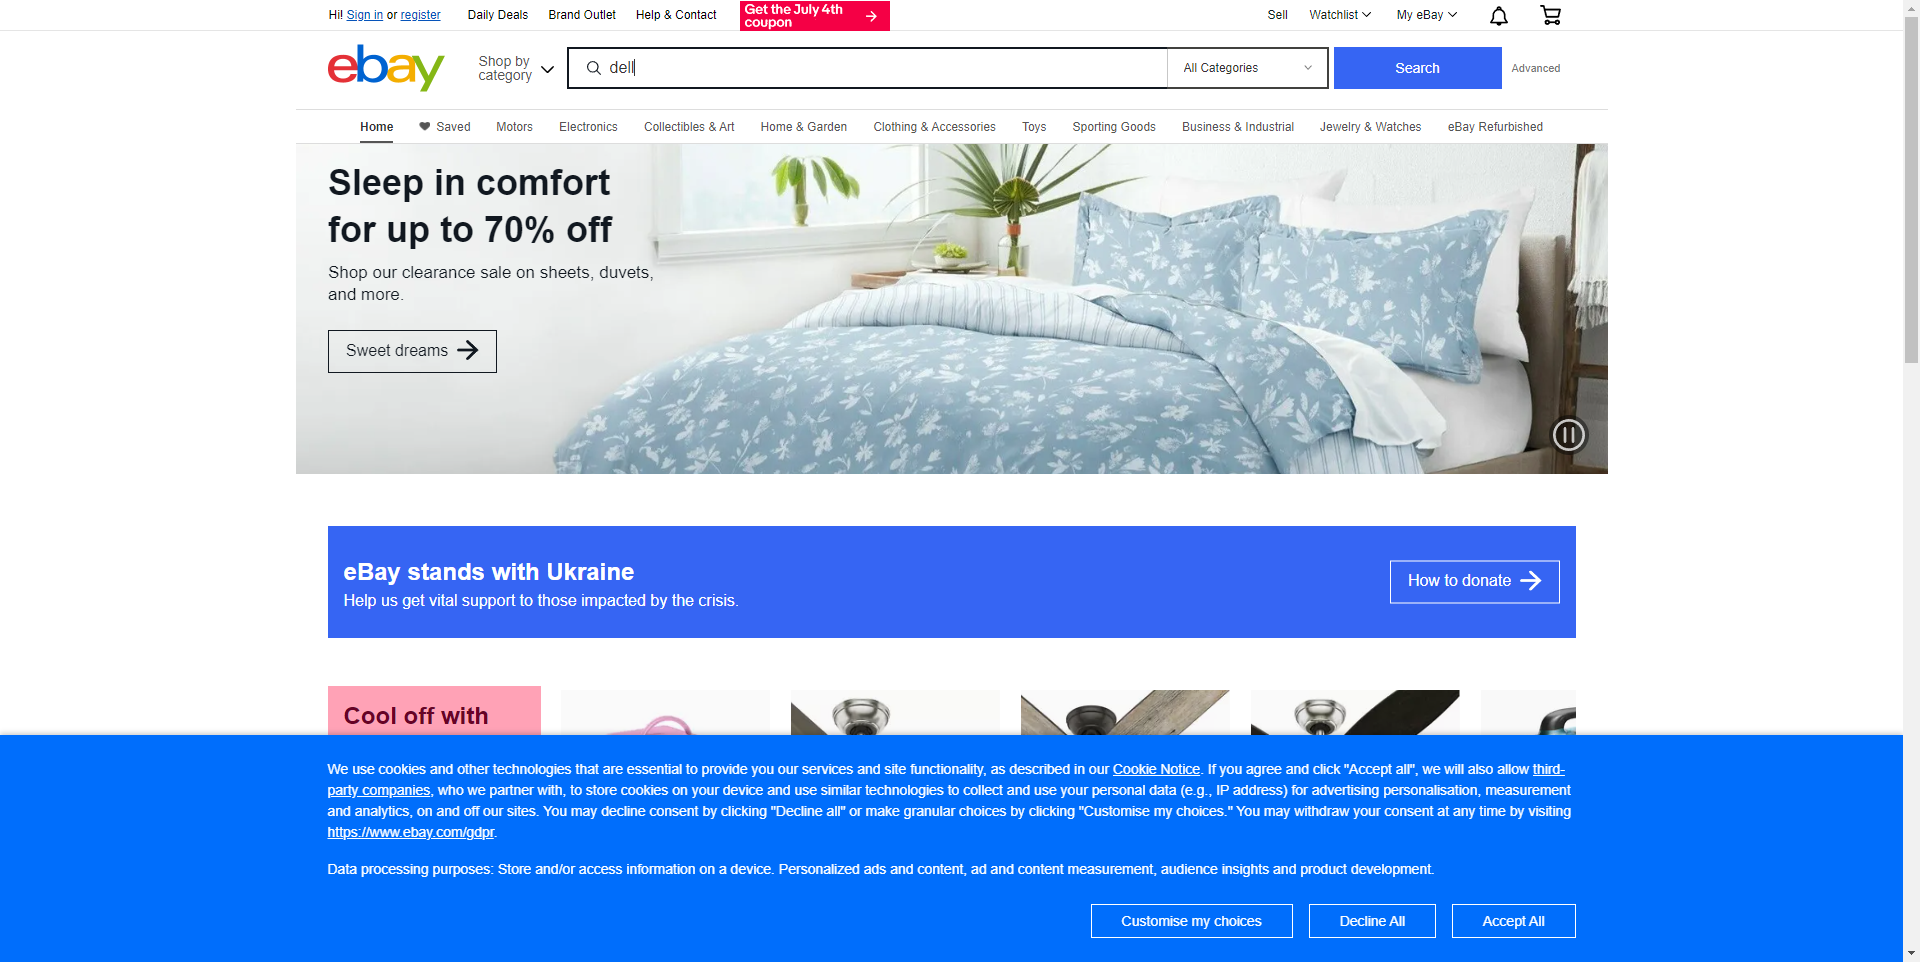 Hi! Sign in or register
Daily Deals
Brand Outlet
Help & Contact
Get the July 4th
coupon
Sell
Watchlist
My eBay
ebay
Shop by
category
dell
All Categories
Search
Advanced
Home
Saved
Motors
Electronics
Collectibles & Art
Home & Garden
Clothing & Accessories
Toys
Sporting Goods
Business & Industrial
Jewelry & Watches
eBay Refurbished
Sleep in comfort
for up to 70% off
Shop our clearance sale on sheets, duvets,
and more.
Sweet dreams
eBay stands with Ukraine
Help us get vital support to those impacted by the crisis.
How to donate
Cool off with
We use cookies and other technologies that are essential to provide you our services and site functionality, as described in our Cookie Notice. If you agree and click "Accept all", we will also allow third-
party companies, who we partner with, to store cookies on your device and use similar technologies to collect and use your personal data (e.g., IP address) for advertising personalisation, measurement
and analytics, on and off our sites. You may decline consent by clicking "Decline all" or make granular choices by clicking "Customise my choices." You may withdraw your consent at any time by visiting
https://www.ebay.com/gdpr.
Data processing purposes: Store and/or access information on a device. Personalized ads and content, ad and content measurement, audience insights and product development.
Customise my choices
Decline All
Accept All